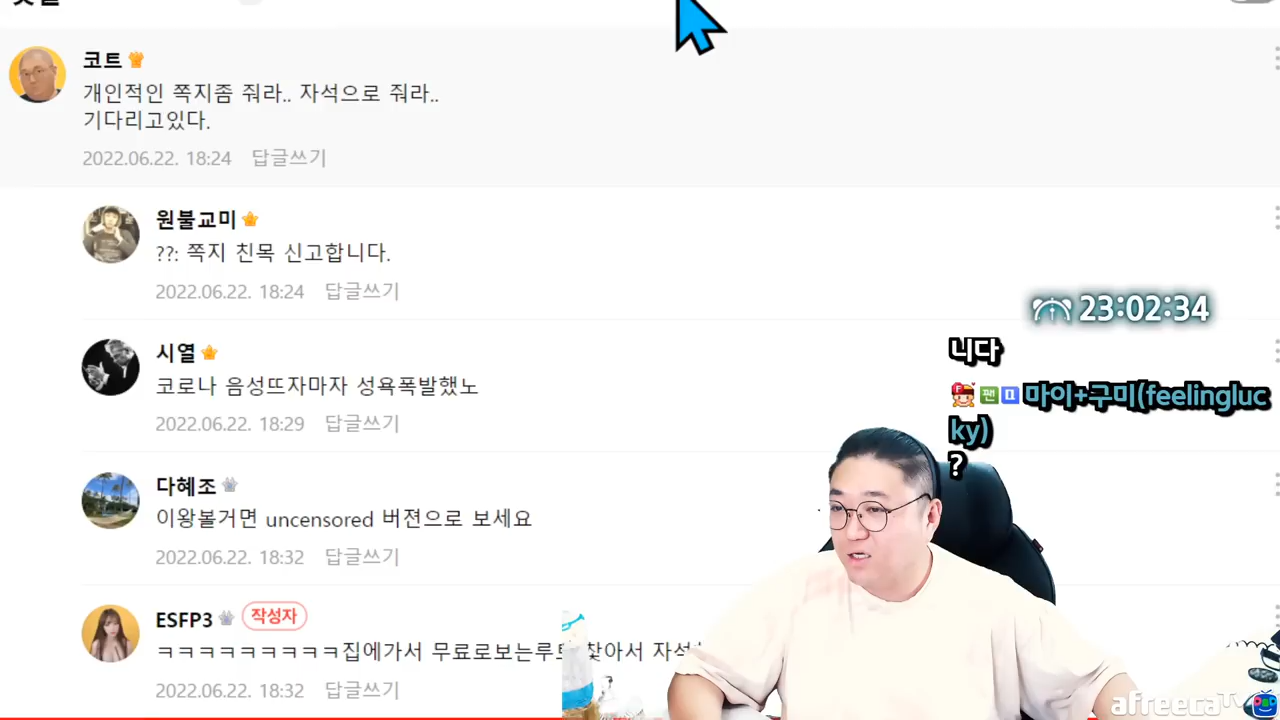 코트
개인적인 쪽지좀 줘라.. 자석으로 줘라..
기다리고있다.
2022.06.22. 18:24 답글쓰기
원불교미
??: 쪽지 친목 신고합니다.
2022.06.22. 18:24 답글쓰기
시열
코로나 음성뜨자마자 성욕폭발했노
2022.06.22. 18:29 답글쓰기
다혜조
이왕볼거면 uncensored 버젼으로 보세요
2022.06.22. 18:32 답글쓰기
ESFP3 작성자
ㅋㅋㅋㅋㅋㅋㅋㅋㅋ집에가서 무료로보는루트 찾아서 자석
2022.06.22. 18:32 답글쓰기
23:02:34
니다
F 팬 마이+구미(feelingluc
ky)
?
afreecaTV